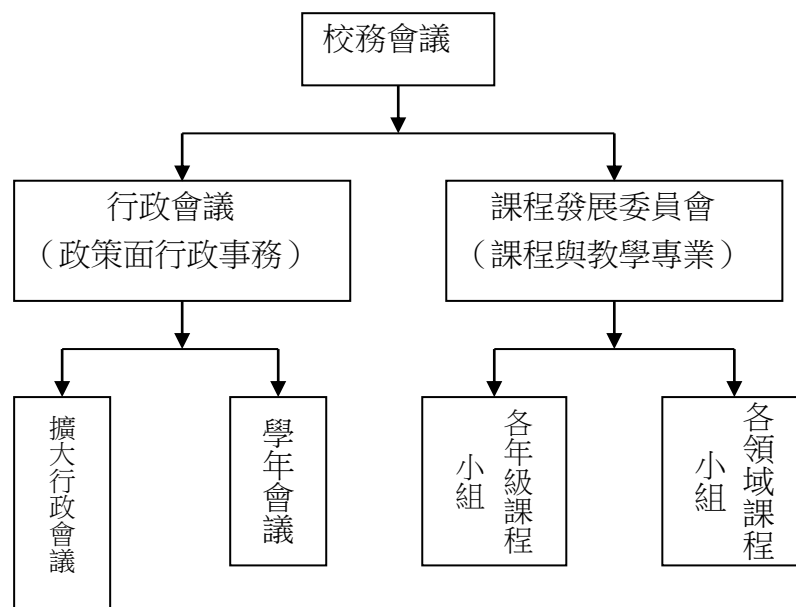 校務會議
行政會議
（政策面行政事務）
課程發展委員會
（課程與教學專業）
擴大行政會議
學年會議
各年級課程
小組
各領域課程
小組